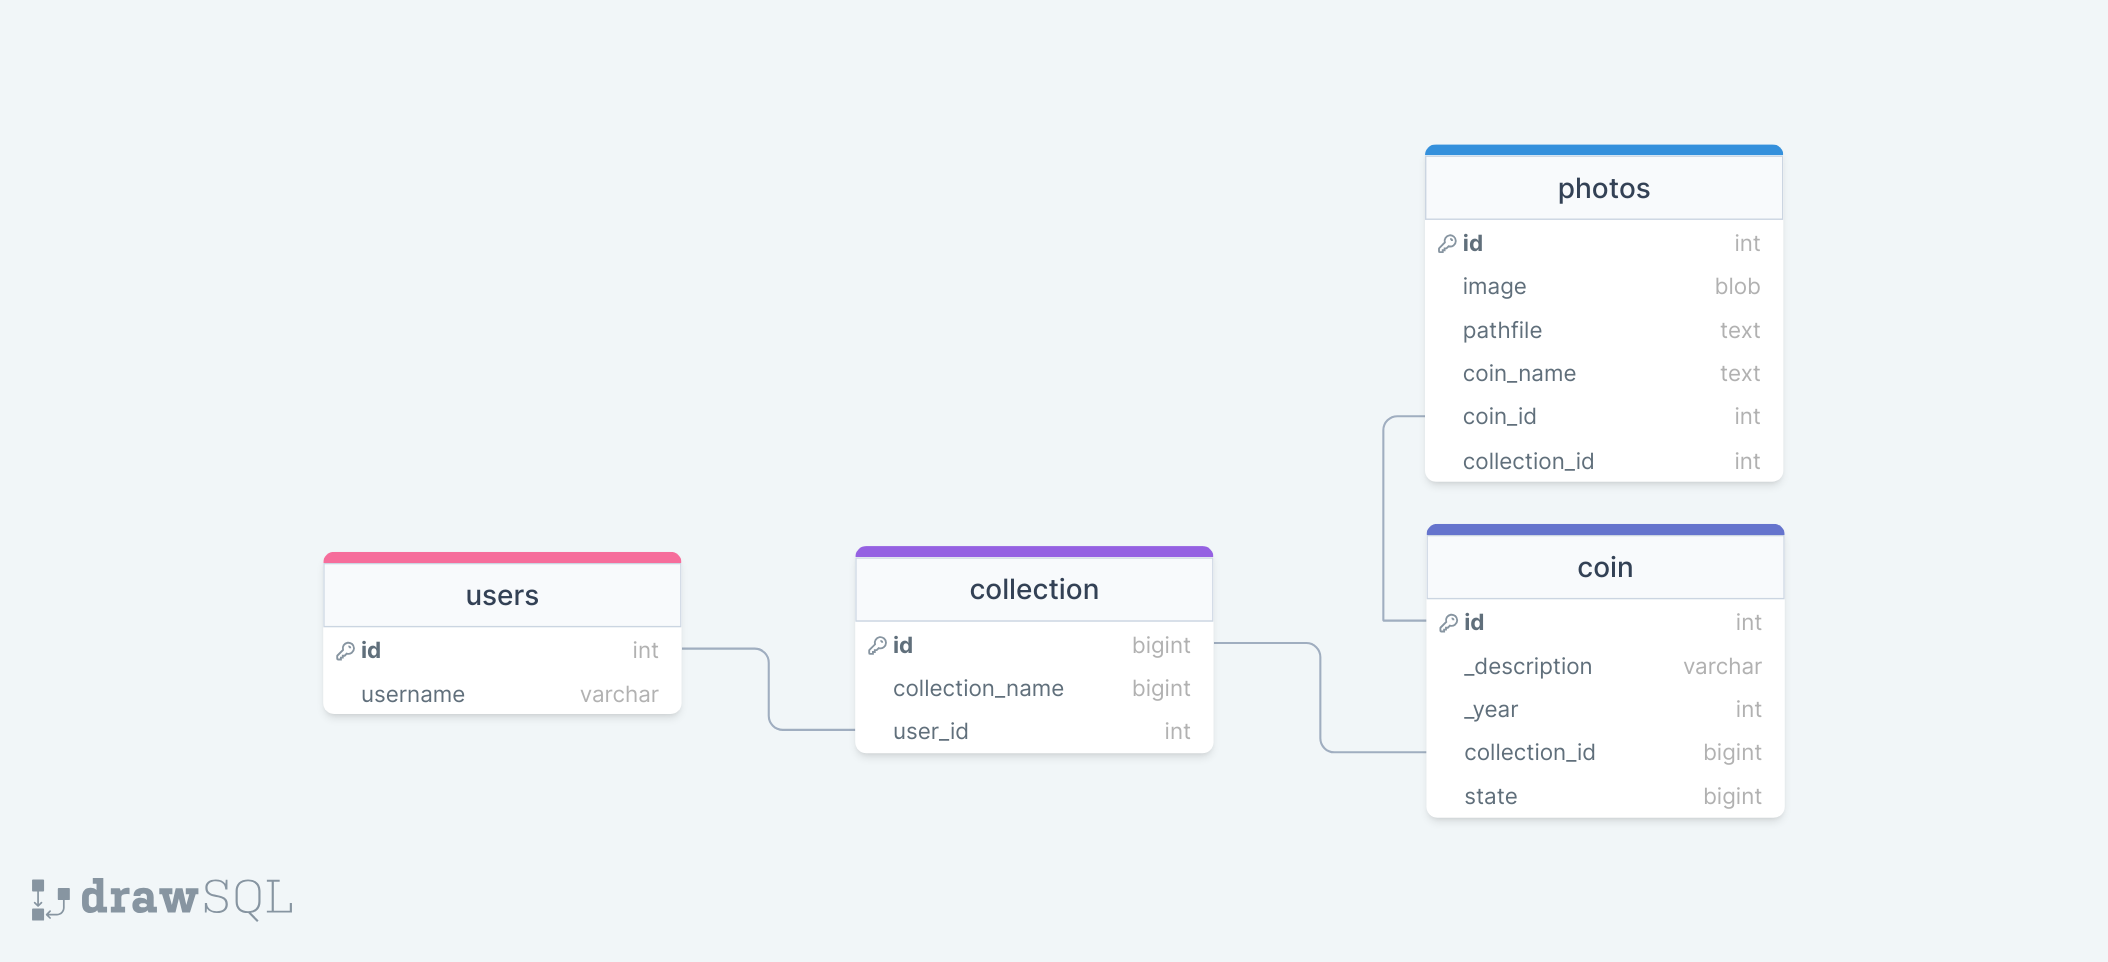 photos
id int
image blob
pathfile text
coin_name text
coin_id int
collection_id int
users
id int
username varchar
collection
id bigint
collection_name bigint
user_id int
coin
id int
_description varchar
_year int
collection_id bigint
state bigint
drawSQL